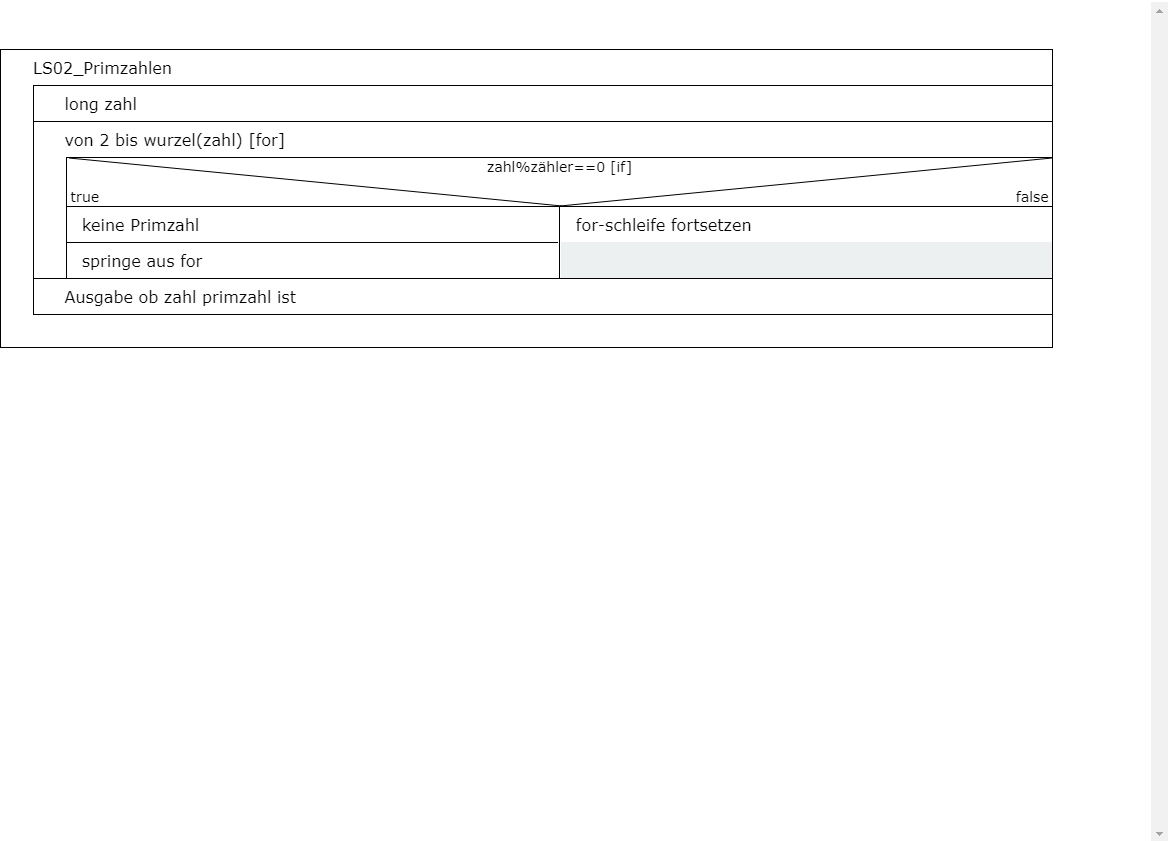 LS02_Primzahlen
long zahl
von 2 bis wurzel(zahl) [for]
zahl%zähler==0 [if]
true false
keine Primzahl for-schleife fortsetzen
springe aus for
Ausgabe ob zahl primzahl ist